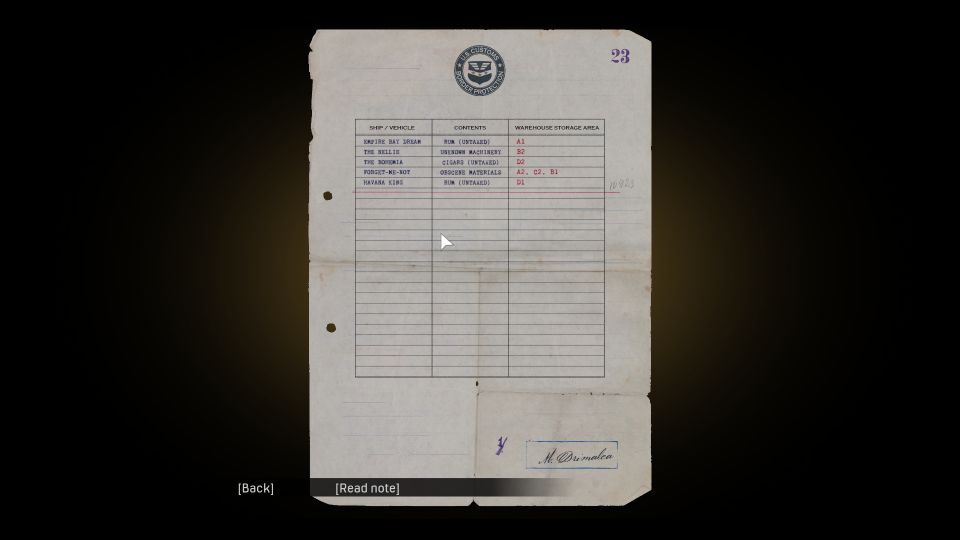 23
U.S. CUSTOMS
BORDER PROTECTION
SHIP / VEHICLE CONTENTS WAREHOUSE STORAGE AREA
EMPIRE BAY DREAM RUM (UNTAXED) A1
THE NELLIE UNKNOWN MACHINERY B2
THE BOHEMIA CIGARS (UNTAXED) D2
FORGET-ME-NOT OBSCENE MATERIALS A2, C2, B1
HAVANA KING RUM (UNTAXED) D1
[Back] [Read note]